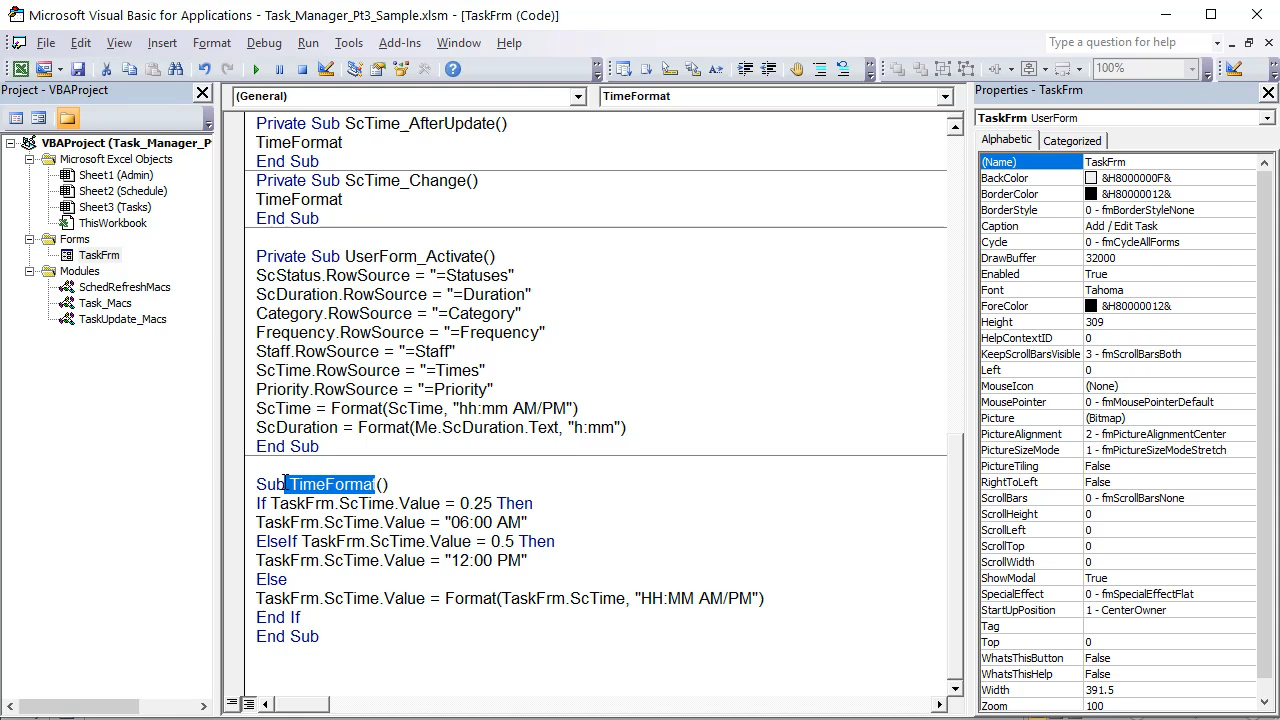 Microsoft Visual Basic for Applications - Task_Manager_Pt3_Sample.xlsm - [TaskFrm (Code)]
File Edit View Insert Format Debug Run Tools Add-Ins Window Help
Type a question for help
100%
Project - VBAProject
VBAProject (Task_Manager_P
Microsoft Excel Objects
Sheet1 (Admin)
Sheet2 (Schedule)
Sheet3 (Tasks)
ThisWorkbook
Forms
TaskFrm
Modules
SchedRefreshMacs
Task_Macs
TaskUpdate_Macs
(General)
TimeFormat
Private Sub ScTime_AfterUpdate()
TimeFormat
End Sub
Private Sub ScTime_Change()
TimeFormat
End Sub
Private Sub UserForm_Activate()
ScStatus.RowSource = "=Statuses"
ScDuration.RowSource = "=Duration"
Category.RowSource = "=Category"
Frequency.RowSource = "=Frequency"
Staff.RowSource = "=Staff"
ScTime.RowSource = "=Times"
Priority.RowSource = "=Priority"
ScTime = Format(ScTime, "hh:mm AM/PM")
ScDuration = Format(Me.ScDuration.Text, "h:mm")
End Sub
Sub TimeFormat()
If TaskFrm.ScTime.Value = 0.25 Then
TaskFrm.ScTime.Value = "06:00 AM"
ElseIf TaskFrm.ScTime.Value = 0.5 Then
TaskFrm.ScTime.Value = "12:00 PM"
Else
TaskFrm.ScTime.Value = Format(TaskFrm.ScTime, "HH:MM AM/PM")
End If
End Sub
Properties - TaskFrm
TaskFrm UserForm
Alphabetic Categorized
(Name) TaskFrm
BackColor &H8000000F&
BorderColor &H80000012&
BorderStyle 0 - fmBorderStyleNone
Caption Add / Edit Task
Cycle 0 - fmCycleAllForms
DrawBuffer 32000
Enabled True
Font Tahoma
ForeColor &H80000012&
Height 309
HelpContextID 0
KeepScrollBarsVisible 3 - fmScrollBarsBoth
Left 0
MouseIcon (None)
MousePointer 0 - fmMousePointerDefault
Picture (Bitmap)
PictureAlignment 2 - fmPictureAlignmentCenter
PictureSizeMode 1 - fmPictureSizeModeStretch
PictureTiling False
RightToLeft False
ScrollBars 0 - fmScrollBarsNone
ScrollHeight 0
ScrollLeft 0
ScrollTop 0
ScrollWidth 0
ShowModal True
SpecialEffect 0 - fmSpecialEffectFlat
StartUpPosition 1 - CenterOwner
Tag
Top 0
WhatsThisButton False
WhatsThisHelp False
Width 391.5
Zoom 100